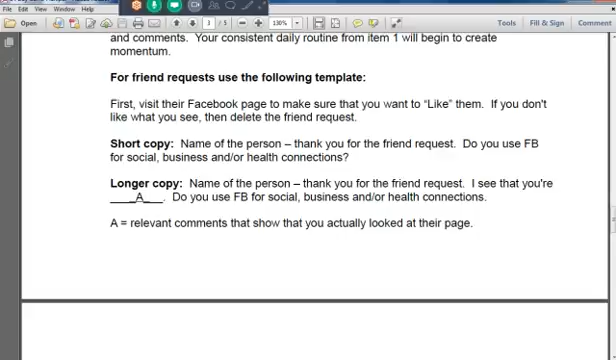 File Edit View Window Help
Open 1 / 5 130% Tools Fill & Sign Comment
and comments. Your consistent daily routine from item 1 will begin to create
momentum.
For friend requests use the following template:
First, visit their Facebook page to make sure that you want to “Like” them. If you don't
like what you see, then delete the friend request.
Short copy: Name of the person – thank you for the friend request. Do you use FB
for social, business and/or health connections?
Longer copy: Name of the person – thank you for the friend request. I see that you're
____A___. Do you use FB for social, business and/or health connections.
A = relevant comments that show that you actually looked at their page.